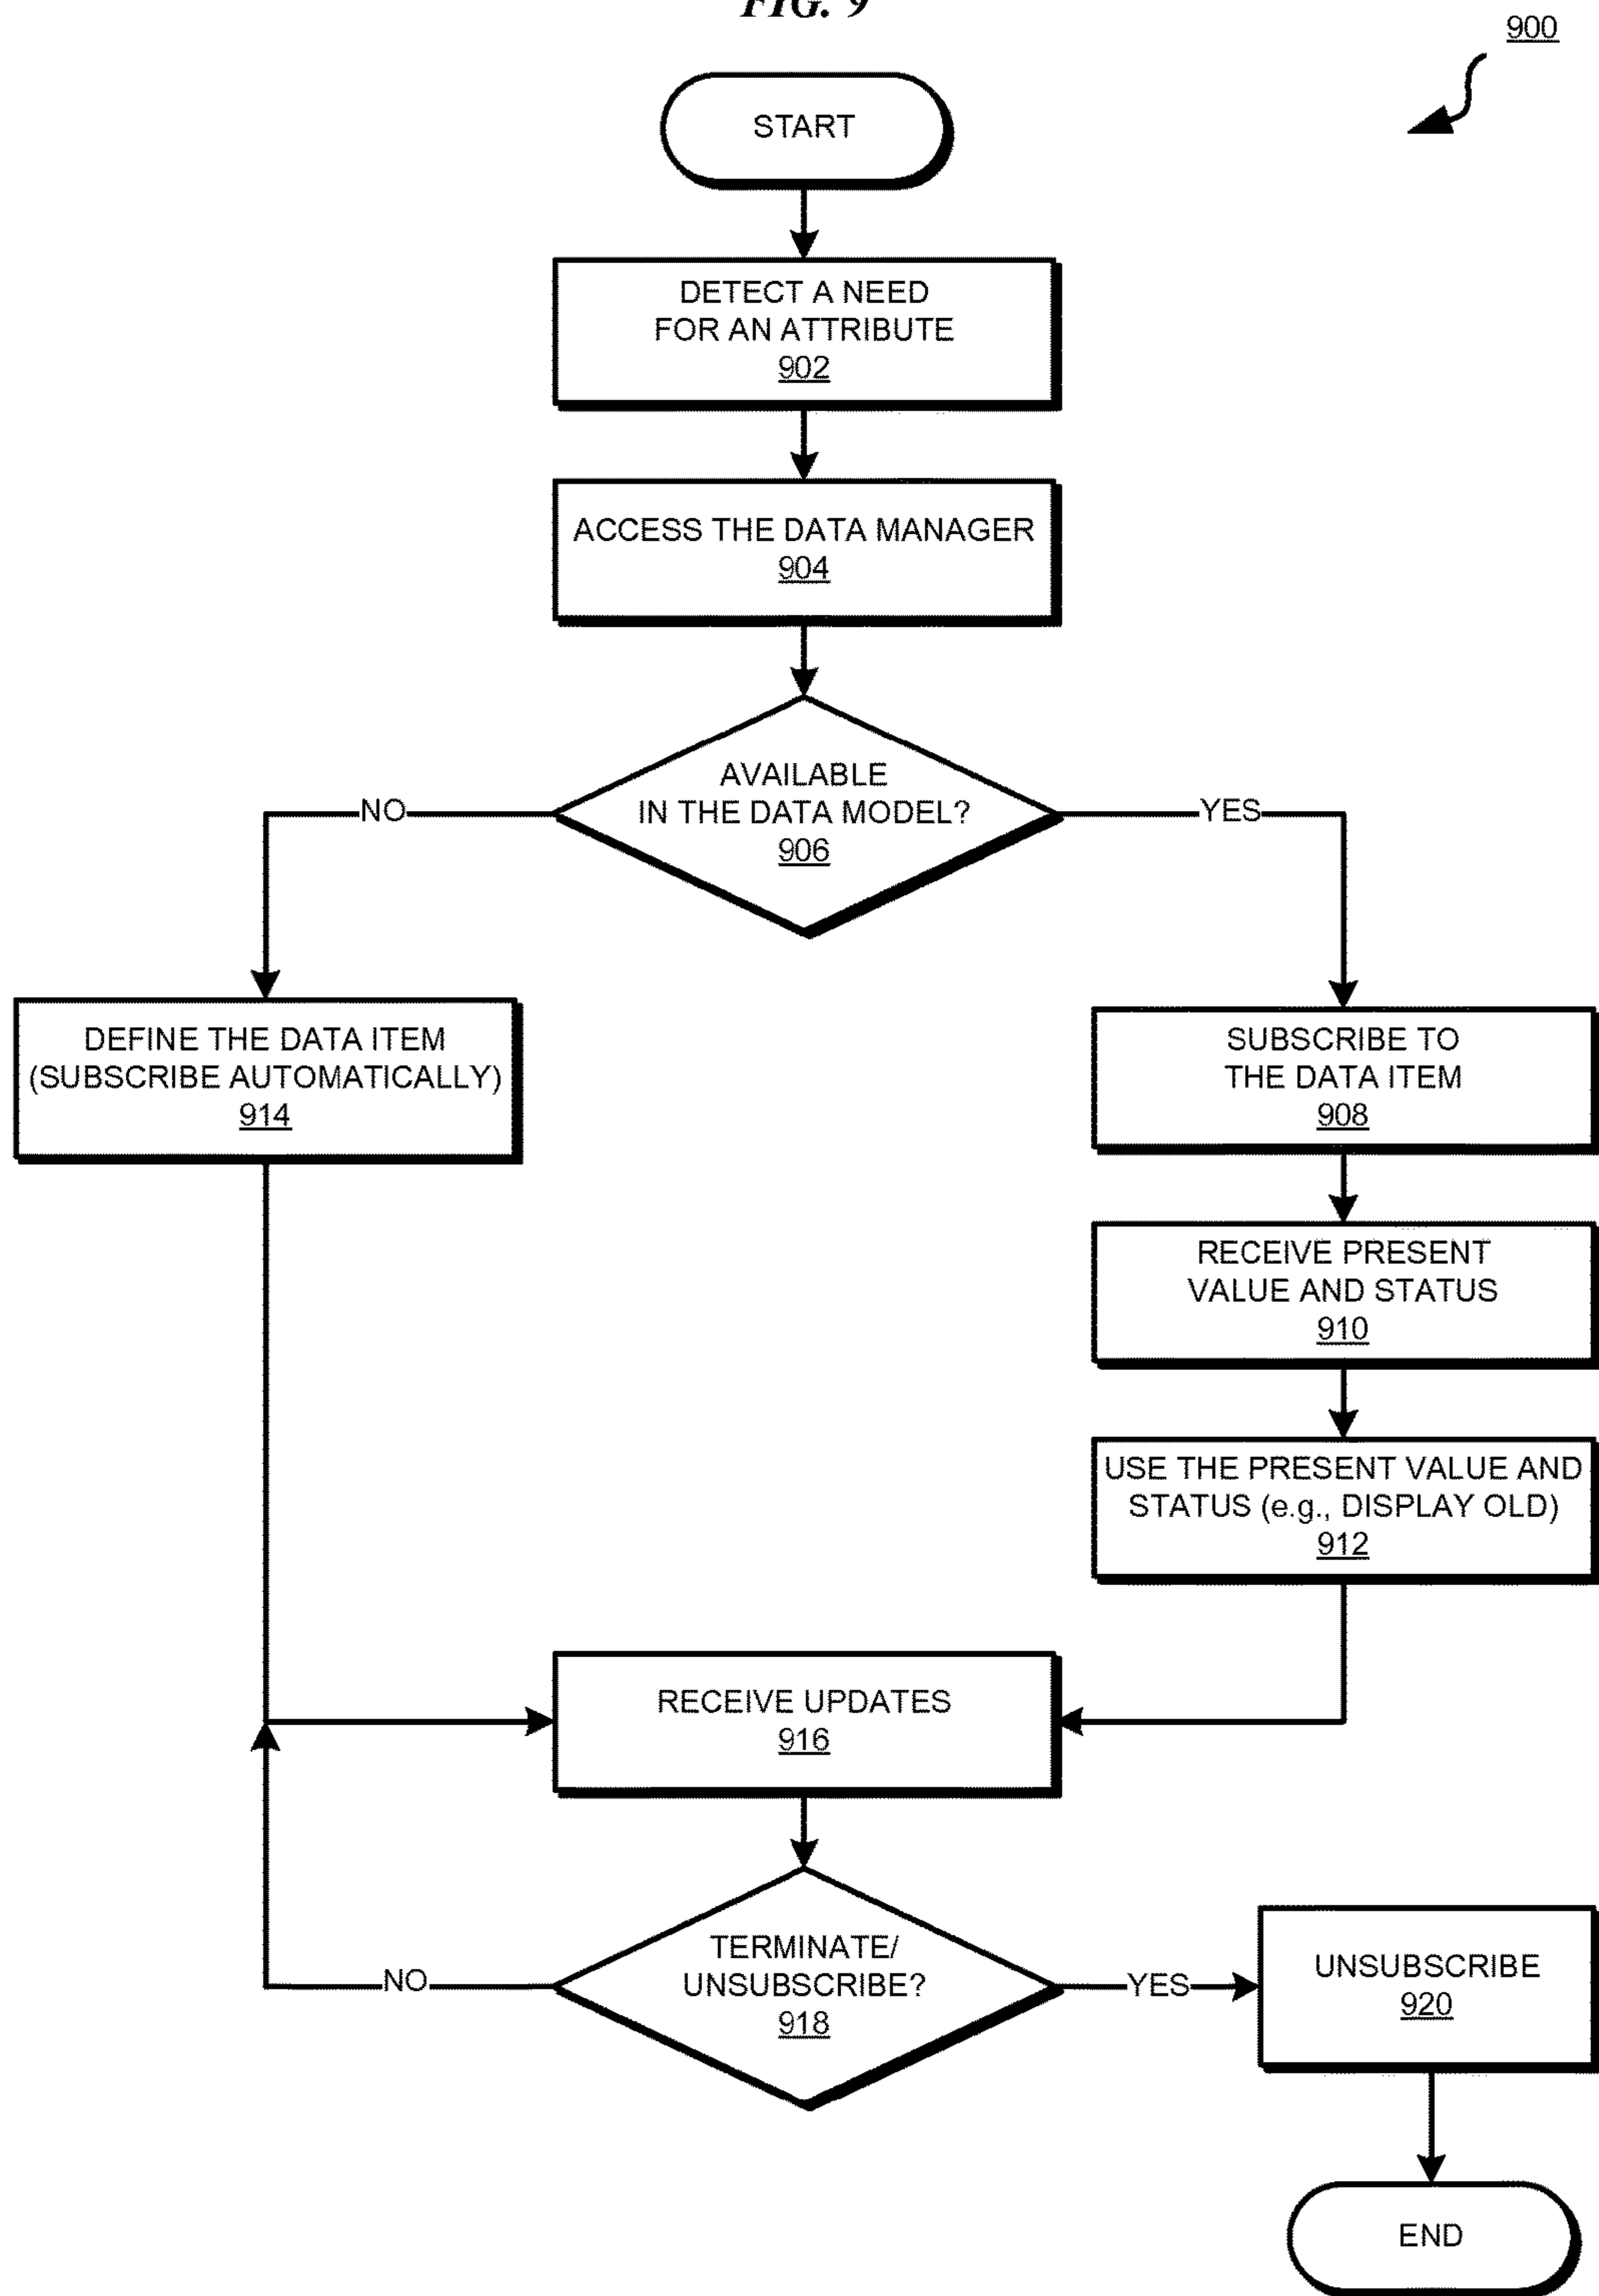 FIG. 9
900
START
DETECT A NEED
FOR AN ATTRIBUTE
902
ACCESS THE DATA MANAGER
904
AVAILABLE
IN THE DATA MODEL?
906
NO
YES
DEFINE THE DATA ITEM
(SUBSCRIBE AUTOMATICALLY)
914
SUBSCRIBE TO
THE DATA ITEM
908
RECEIVE PRESENT
VALUE AND STATUS
910
USE THE PRESENT VALUE AND
STATUS (e.g., DISPLAY OLD)
912
RECEIVE UPDATES
916
TERMINATE/
UNSUBSCRIBE?
918
NO
YES
UNSUBSCRIBE
920
END